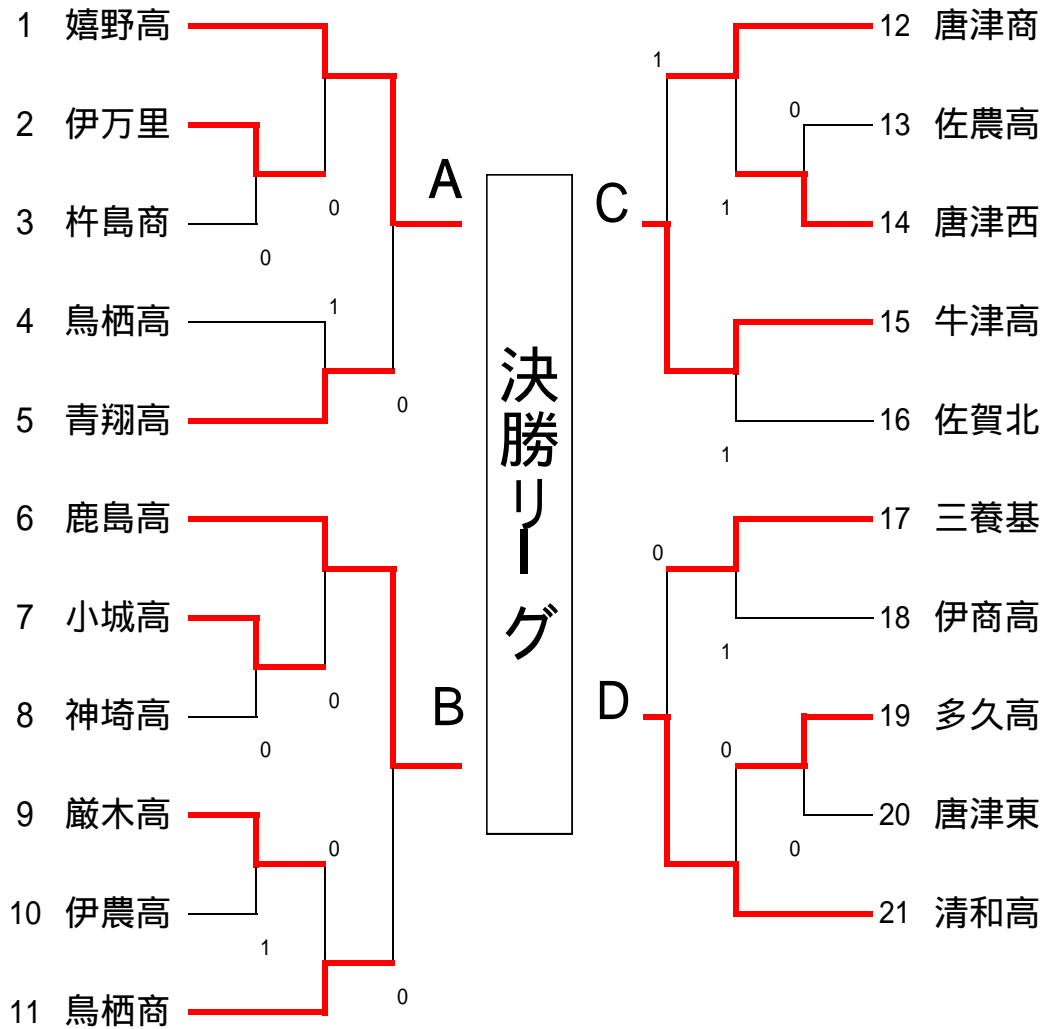 1 嬉野高
2 伊万里
0
3 杵島商
0
1
4 鳥栖高
0
5 青翔高
A
6 鹿島高
7 小城高
0
8 神埼高
0
B
9 厳木高
0
10 伊農高
1
0
11 鳥栖商
決勝リーグ
12 唐津商
1
0
13 佐農高
C
1
14 唐津西
15 牛津高
16 佐賀北
1
17 三養基
0
18 伊商高
1
D
19 多久高
0
20 唐津東
0
21 清和高